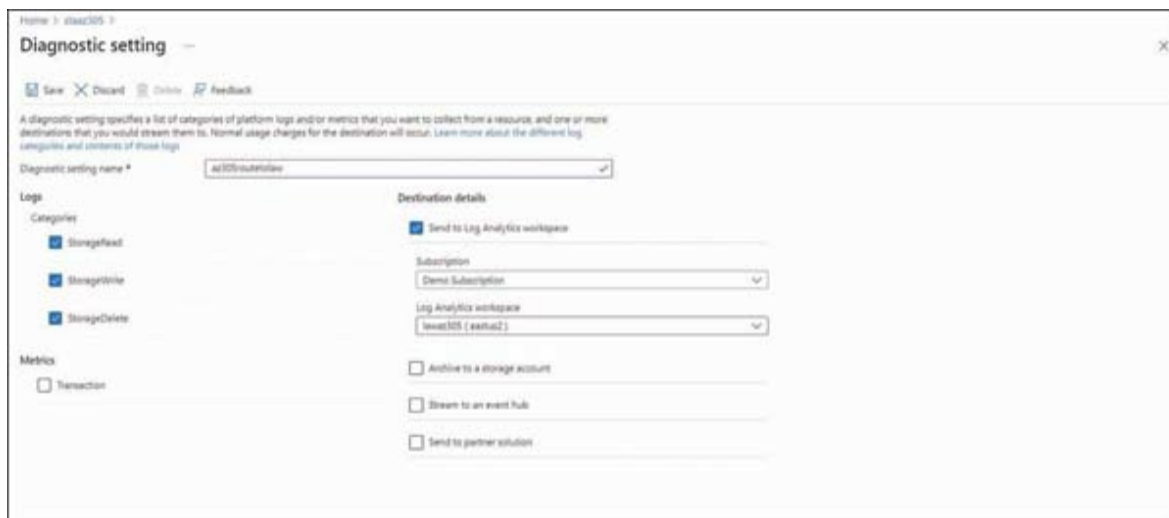 Home > staaz305 >
Diagnostic setting ...
Save Discard Delete Feedback
A diagnostic setting specifies a list of categories of platform logs and/or metrics that you want to collect from a resource, and one or more
destinations that you would stream them to. Normal usage charges for the destination will occur. Learn more about the different log
categories and contents of those logs
Diagnostic setting name *
Logs
Categories
StorageRead
StorageWrite
StorageDelete
Metrics
Transaction
Destination details
Send to Log Analytics workspace
Subscription
Demo Subscription
Log Analytics workspace
lawaz305 ( eastus2 )
Archive to a storage account
Stream to an event hub
Send to partner solution